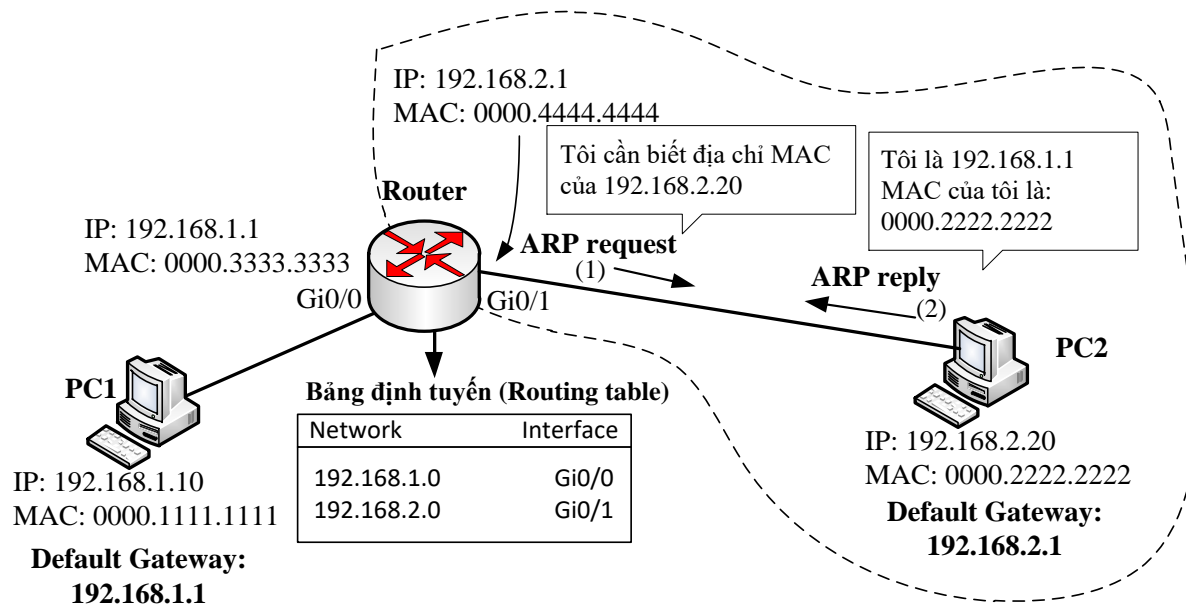 IP: 192.168.2.1
MAC: 0000.4444.4444
Tôi cần biết địa chỉ MAC
của 192.168.2.20
Tôi là 192.168.1.1
MAC của tôi là:
0000.2222.2222
Router
IP: 192.168.1.1
MAC: 0000.3333.3333
ARP request
(1)
ARP reply
(2)
Gi0/0
Gi0/1
PC2
PC1
Bảng định tuyến (Routing table)
Network Interface
192.168.1.0 Gi0/0
192.168.2.0 Gi0/1
IP: 192.168.1.10
MAC: 0000.1111.1111
Default Gateway:
192.168.1.1
IP: 192.168.2.20
MAC: 0000.2222.2222
Default Gateway:
192.168.2.1